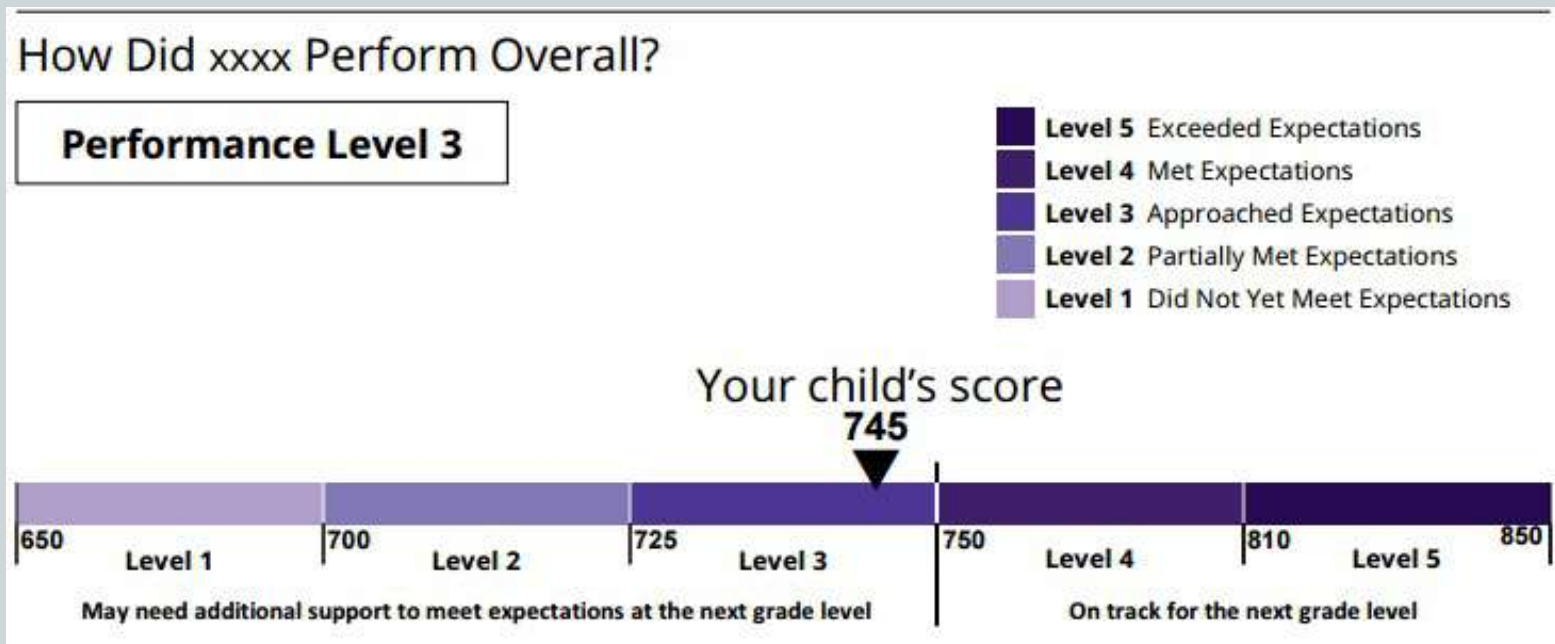 How Did xxxx Perform Overall?
Performance Level 3
Level 5 Exceeded Expectations
Level 4 Met Expectations
Level 3 Approached Expectations
Level 2 Partially Met Expectations
Level 1 Did Not Yet Meet Expectations
Your child's score
745
650 700 725 750 810 850
Level 1 Level 2 Level 3 Level 4 Level 5
May need additional support to meet expectations at the next grade level On track for the next grade level